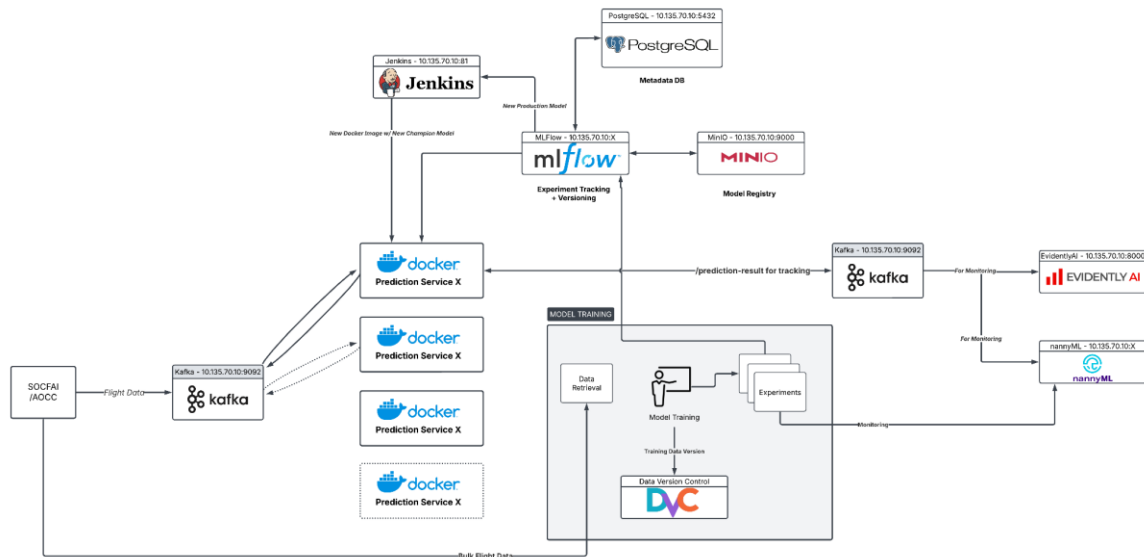 PostgreSQL - 10.135.70.10:5432
PostgreSQL
Metadata DB
Jenkins - 10.135.70.10:81
Jenkins
New Production Model
New Docker Image w/ New Champion Model
MLFlow - 10.135.70.10:X
mlflow
Experiment Tracking
+ Versioning
MinIO - 10.135.70.10:9000
MINIO
Model Registry
docker
Prediction Service X
/prediction-result for tracking
Kafka - 10.135.70.10:9092
kafka
For Monitoring
EvidentlyAI - 10.135.70.10:8000
EVIDENTLY AI
For Monitoring
nannyML - 10.135.70.10:X
nannyML
MODEL TRAINING
docker
Prediction Service X
SOCFAI
/AOCC
Flight Data
Kafka - 10.135.70.10:9092
kafka
Data
Retrieval
Model Training
Experiments
Monitoring
docker
Prediction Service X
Training Data Version
Data Version Control
DVC
docker
Prediction Service X
Bulk Flight Data